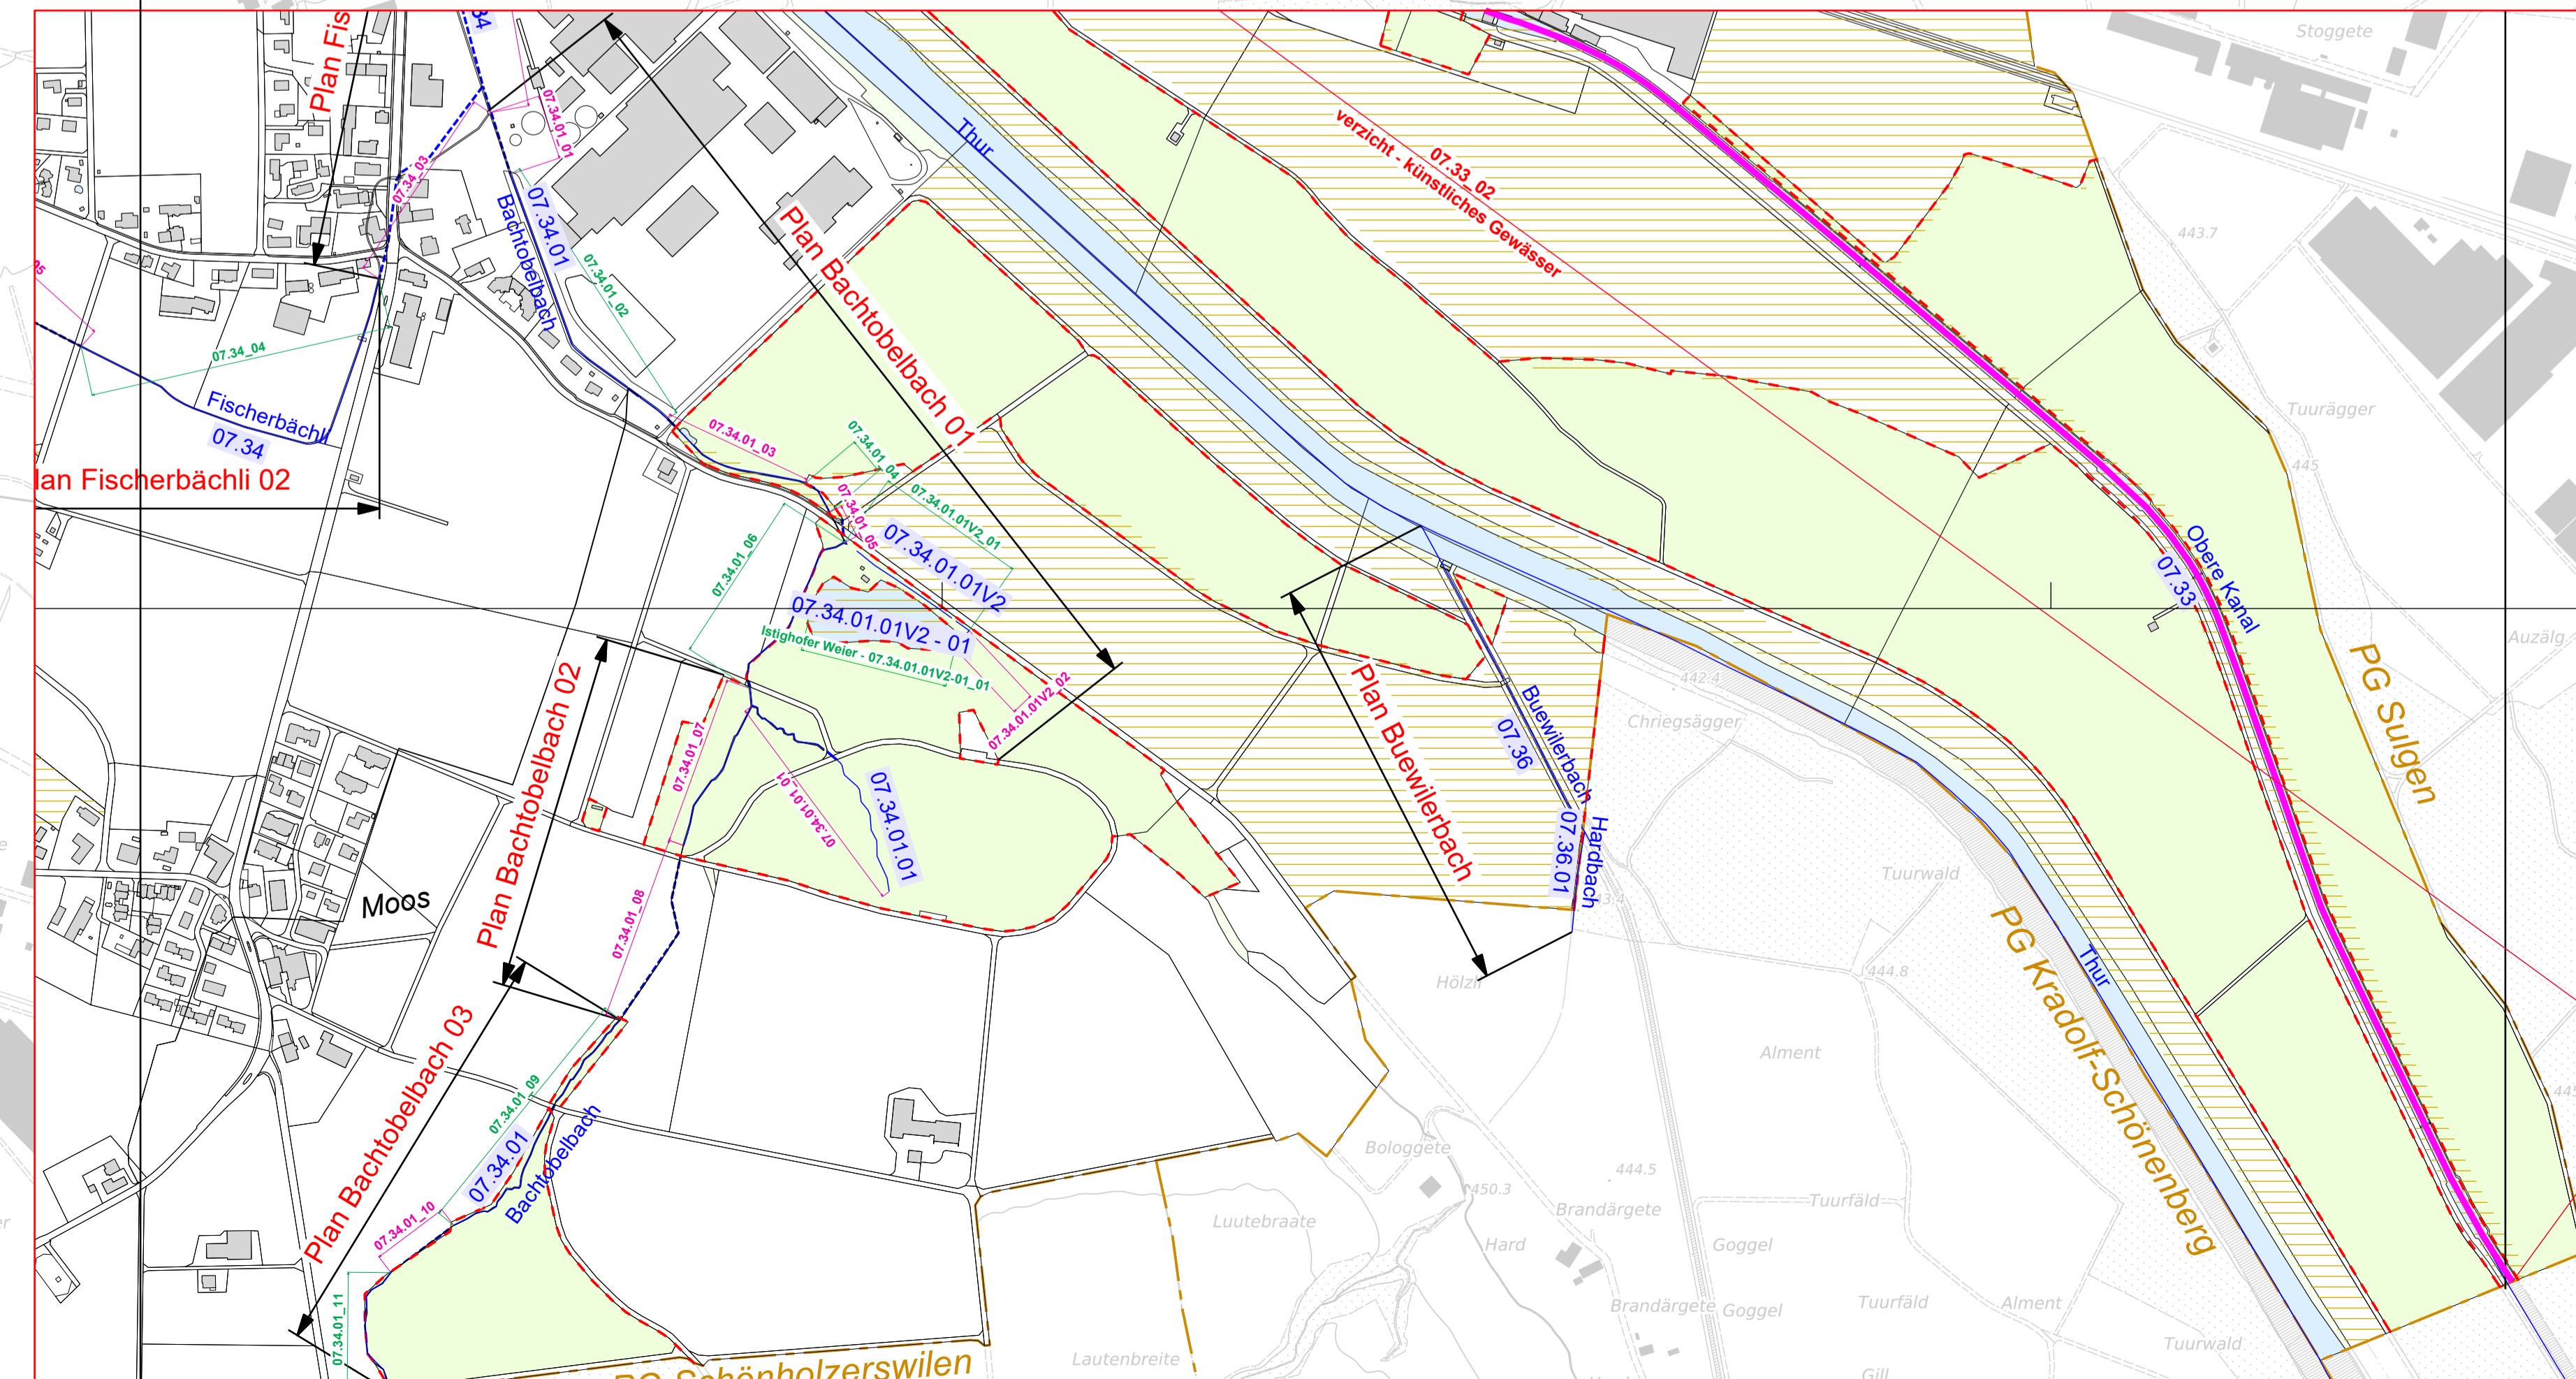 34
Plan Fis
Stoggete
Thur
07.34.01_01
07.33_02
verzicht - künstliches Gewässer
07.34_03
07.34.01
Bachtobelbach
07.34.01_02
Plan Bachtobelbach 01
443.7
05
07.34_04
Fischerbächli
07.34
lan Fischerbächli 02
Tuurägger
445
07.34.01_03
07.34.01_04
07.34.01_05
07.34.01.01V2_01
07.34.01.01V2
07.34.01_06
07.34.01.01V2 - 01
Istighofer Weier - 07.34.01.01V2-01_01
07.34.01.01V2_02
Obere Kanal
07.33
Auzälg
PG Sulgen
Plan Bachtobelbach 02
07.34.01_07
07.34.01.01_01
07.34.01.01
Plan Buewilerbach
Buewilerbach
07.36
07.36.01
Hardbach
442.4
Chriegsägger
Tuurwald
Moos
07.34.01_08
Hölzli
444.8
PG Kradolf-Schönenberg
Thur
Alment
Plan Bachtobelbach 03
07.34.01_09
07.34.01
Bachtobelbach
07.34.01_10
07.34.01_11
Bologgete
444.5
450.3
Brandärgete
Tuurfäld
Luutebraate
Hard
Goggel
Brandärgete
Goggel
Tuurfäld
Alment
Tuurwald
Lautenbreite
Gill
PG Schönholzerswilen